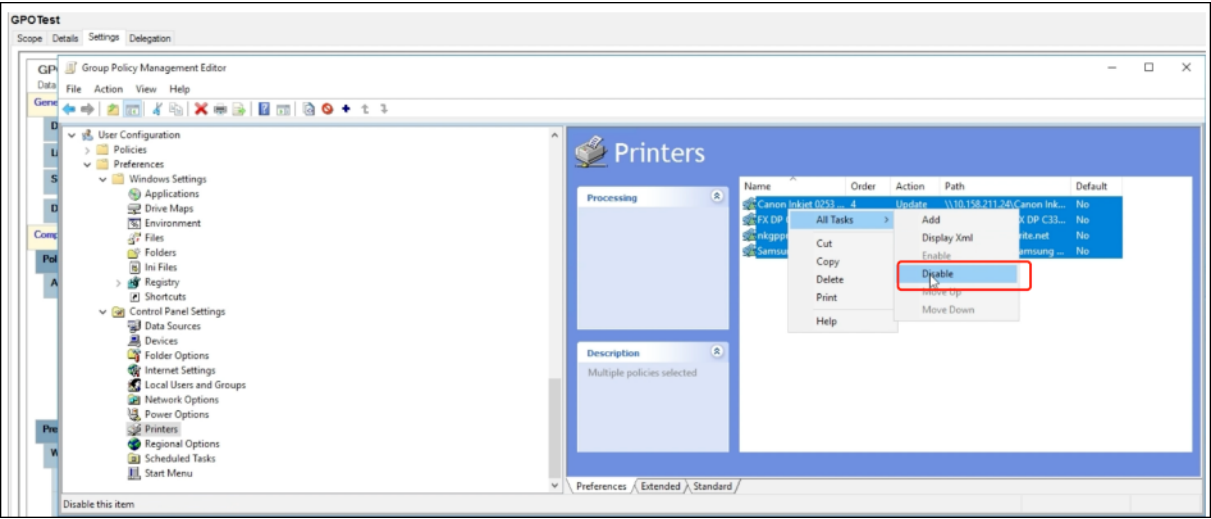 GPOTest
Scope Details Settings Delegation
Group Policy Management Editor
File Action View Help
User Configuration
Policies
Preferences
Windows Settings
Applications
Drive Maps
Environment
Files
Folders
Ini Files
Registry
Shortcuts
Control Panel Settings
Data Sources
Devices
Folder Options
Internet Settings
Local Users and Groups
Network Options
Power Options
Printers
Regional Options
Scheduled Tasks
Start Menu
Printers
Processing
Description
Multiple policies selected
Name Order Action Path Default
Canon Inkjet 0253 ... 4 Update \\10.158.211.24\Canon Ink... No
FX DP X DP C33... No
nkgpp rite.net No
Samsu amsung ... No
All Tasks
Cut
Copy
Delete
Print
Help
Add
Display Xml
Enable
Disable
Move Up
Move Down
Preferences Extended Standard
Disable this item